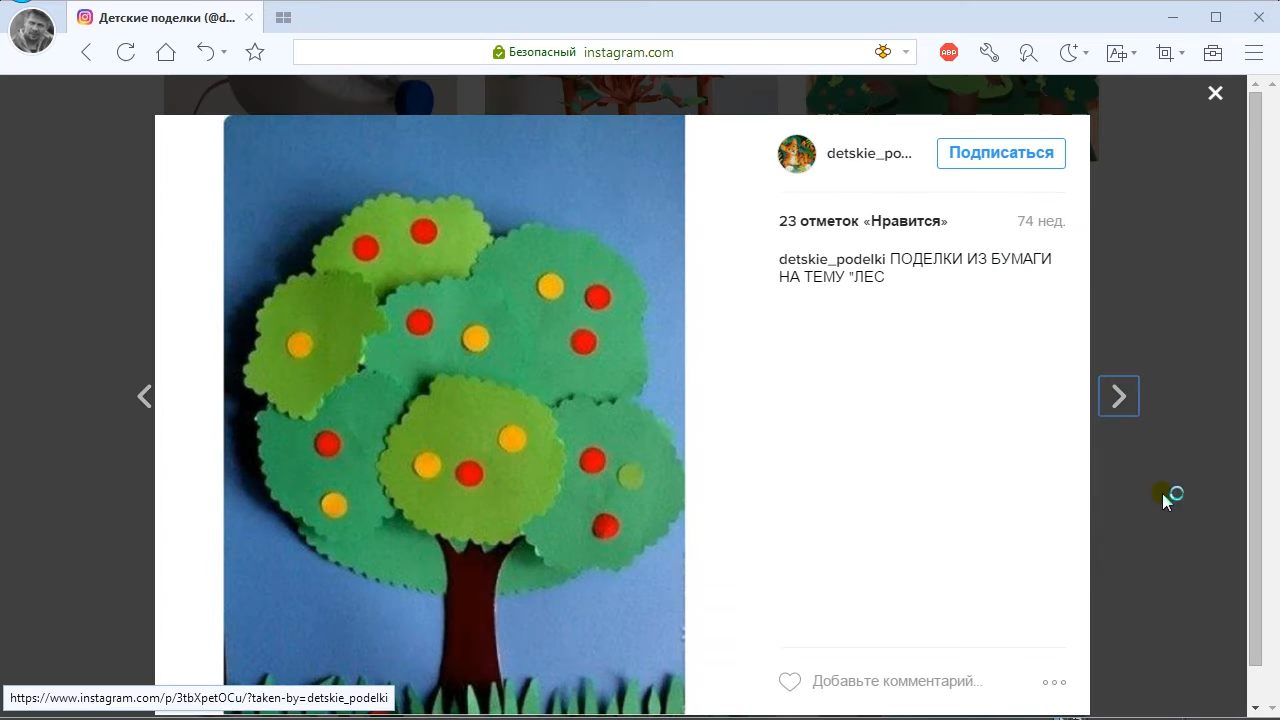 Детские поделки (@d...
Безопасный instagram.com
ABP
detskie_po...
Подписаться
23 отметок «Нравится»
74 нед.
detskie_podelki ПОДЕЛКИ ИЗ БУМАГИ
НА ТЕМУ "ЛЕС
Добавьте комментарий...
https://www.instagram.com/p/3tbXpetOCu/?taken-by=detskie_podelki